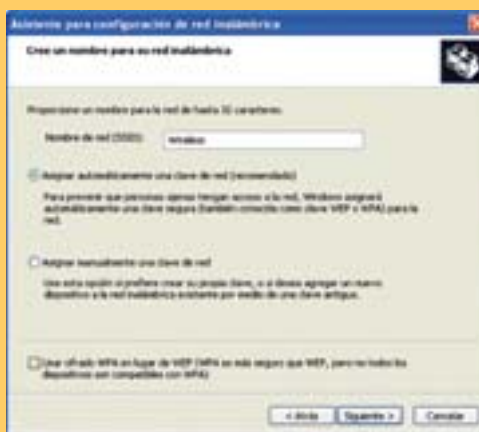 Asistente para configuración de red inalámbrica
Cree un nombre para su red inalámbrica
Proporcione un nombre para la red de hasta 32 caracteres.
Nombre de red (SSID):
Asignar automáticamente una clave de red (recomendado)
Para prevenir que personas ajenas tengan acceso a la red, Windows asignará
automáticamente una clave segura (también conocida como clave WEP o WPA) para la
red.
Asignar manualmente una clave de red
Use esta opción si prefiere crear su propia clave, o si desea agregar un nuevo
dispositivo a la red inalámbrica existente por medio de una clave antigua.
Usar cifrado WPA en lugar de WEP (WPA es más seguro que WEP, pero no todos los
dispositivos son compatibles con WPA)
< Atrás
Siguiente >
Cancelar